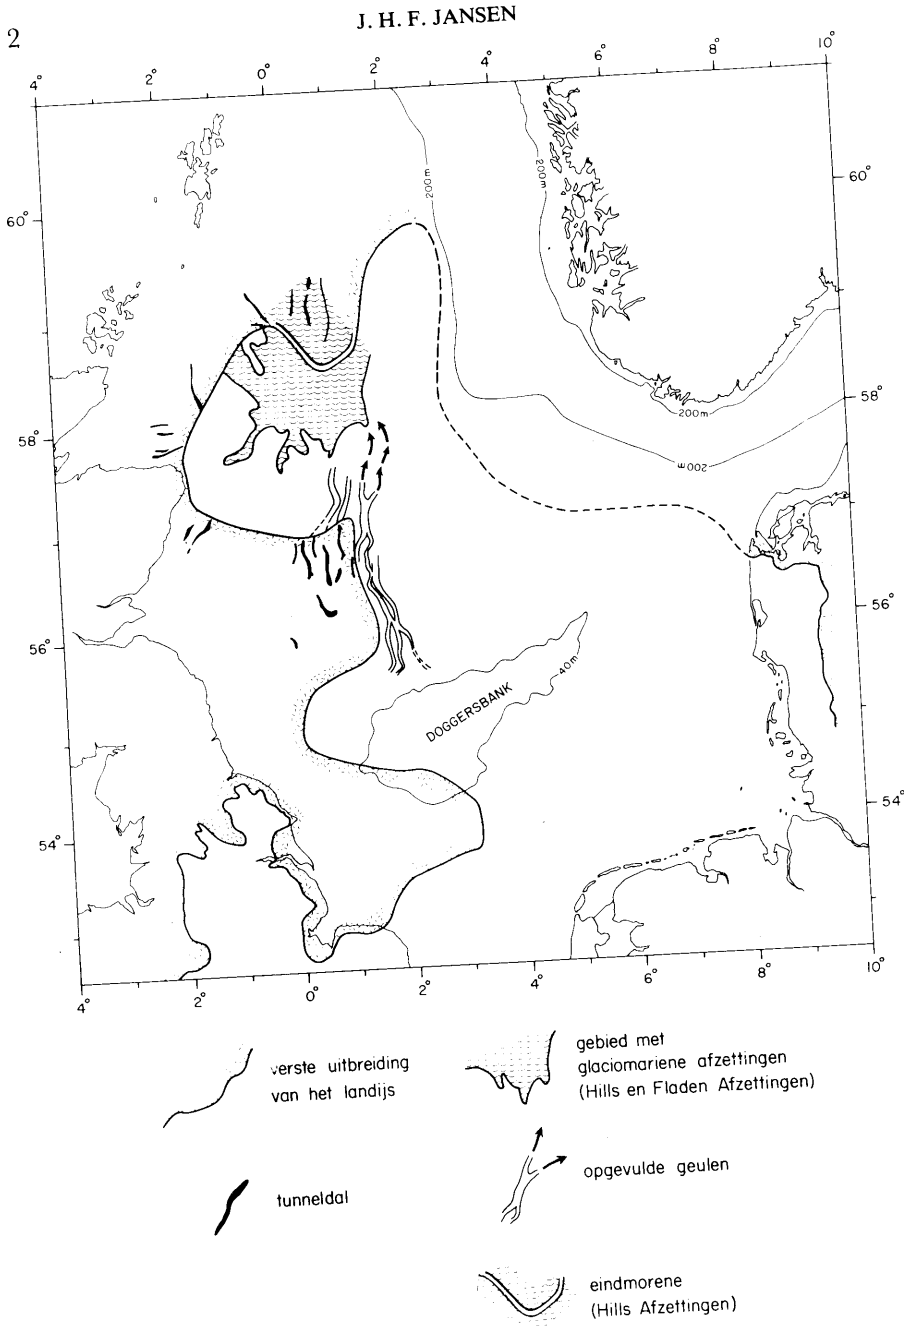 2
J. H. F. JANSEN
4° 2° 0° 2° 4° 6° 8° 10°
60° 60°
200m 200m
58° 58°
200m
200m
56° 56°
40m
DOGGERSBANK
54° 54°
4° 2° 0° 2° 4° 6° 8° 10°
verste uitbreiding
van het landijs
gebied met
glaciomariene afzettingen
(Hills en Fladen Afzettingen)
tunneldal
opgevulde geulen
eindmorene
(Hills Afzettingen)